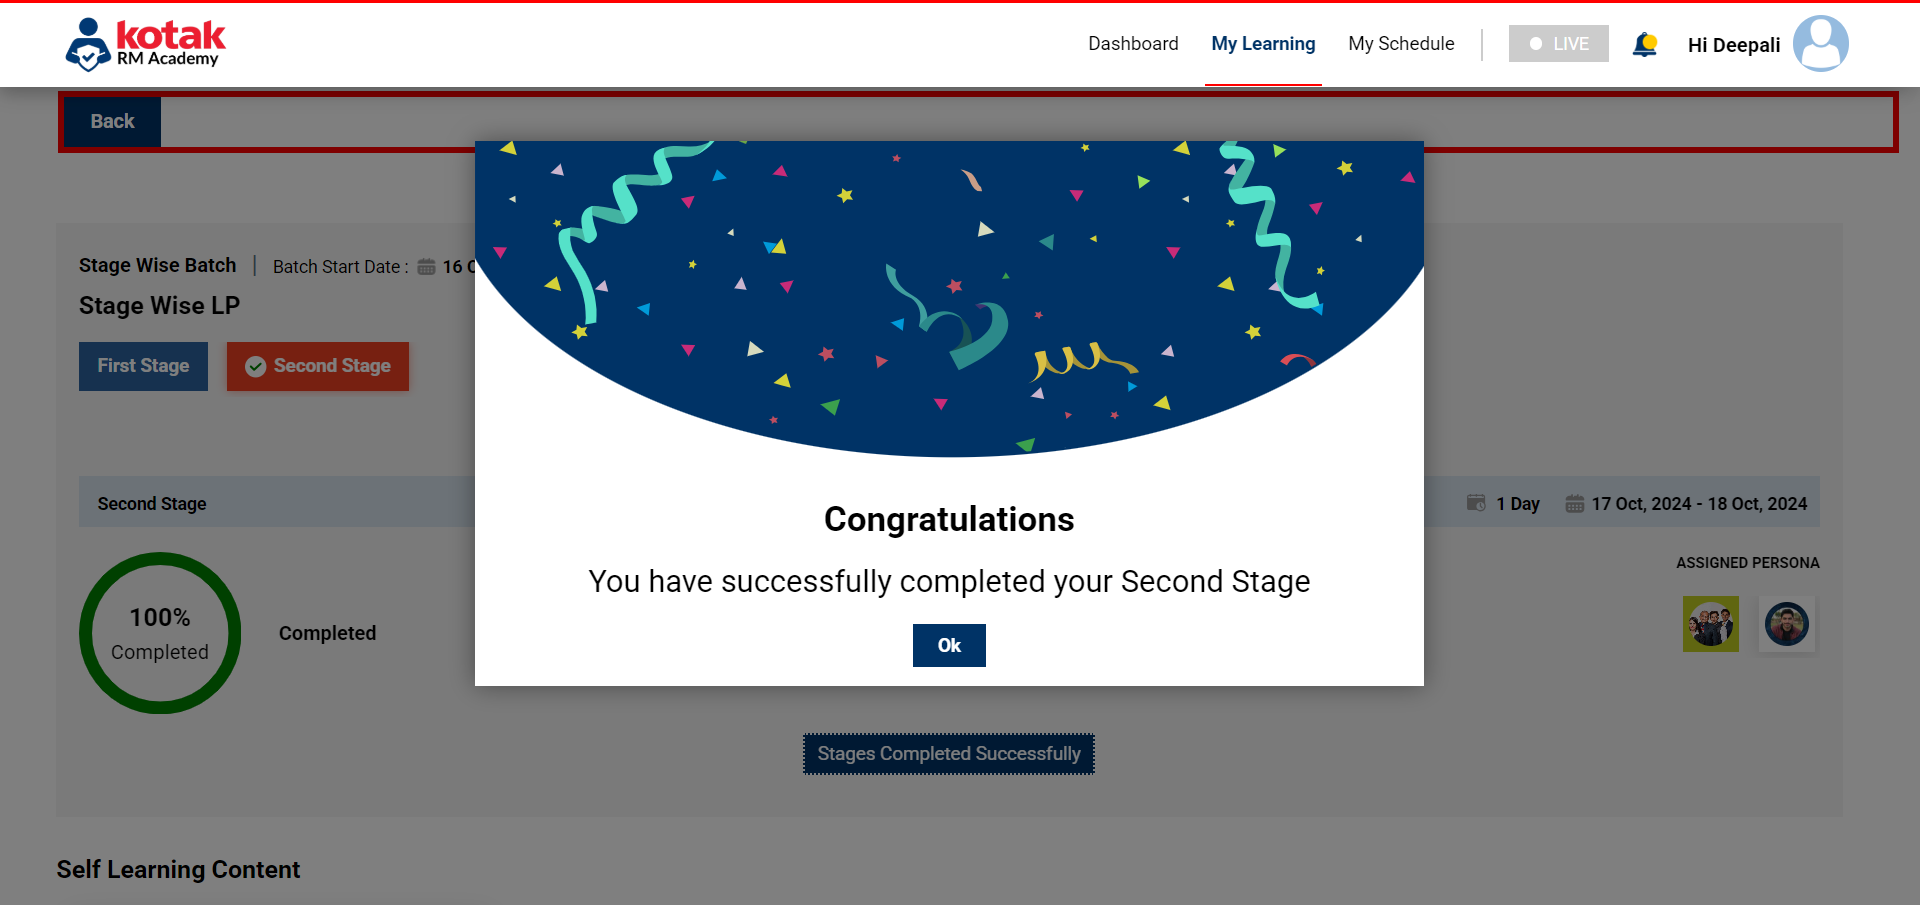 kotak
RM Academy
Dashboard
My Learning
My Schedule
LIVE
Hi Deepali
Back
Stage Wise Batch
Batch Start Date :
16
Stage Wise LP
First Stage
Second Stage
Second Stage
1 Day
17 Oct, 2024 - 18 Oct, 2024
ASSIGNED PERSONA
100%
Completed
Completed
Congratulations
You have successfully completed your Second Stage
Ok
Stages Completed Successfully
Self Learning Content